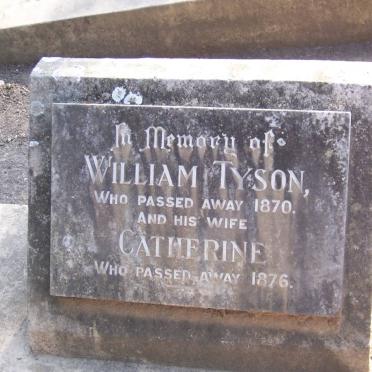 In Memory of
WILLIAM TYSON,
WHO PASSED AWAY 1870.
AND HIS WIFE
CATHERINE
WHO PASSED AWAY 1876.